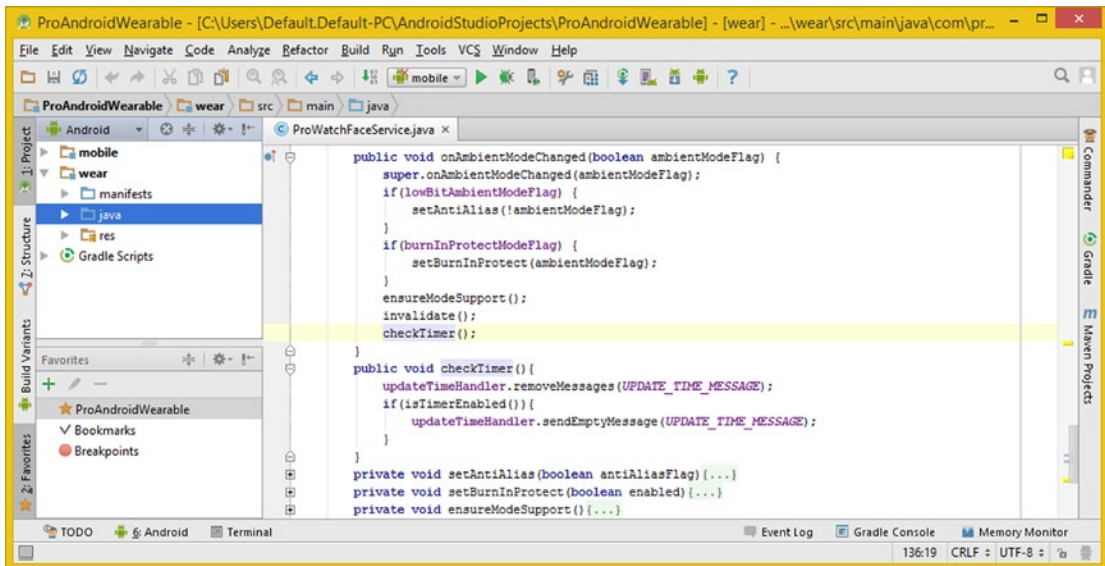 ProAndroidWearable - [C:\Users\Default.Default-PC\AndroidStudioProjects\ProAndroidWearable] - [wear] - ...\wear\src\main\java\com\pr...
File Edit View Navigate Code Analyze Refactor Build Run Tools VCS Window Help
mobile
ProAndroidWearable wear src main java
1: Project
Z: Structure
Build Variants
2: Favorites
Android
mobile
wear
manifests
java
res
Gradle Scripts
Favorites
ProAndroidWearable
Bookmarks
Breakpoints
ProWatchFaceService.java
public void onAmbientModeChanged(boolean ambientModeFlag) {
super.onAmbientModeChanged(ambientModeFlag);
if(lowBitAmbientModeFlag) {
setAntiAlias(!ambientModeFlag);
}
if(burnInProtectModeFlag) {
setBurnInProtect(ambientModeFlag);
}
ensureModeSupport();
invalidate();
checkTimer();
}
public void checkTimer(){
updateTimeHandler.removeMessages(UPDATE_TIME_MESSAGE);
if(isTimerEnabled()){
updateTimeHandler.sendEmptyMessage(UPDATE_TIME_MESSAGE);
}
}
private void setAntiAlias(boolean antiAliasFlag){...}
private void setBurnInProtect(boolean enabled){...}
private void ensureModeSupport(){...}
Commander
Gradle
m Maven Projects
TODO 6: Android Terminal Event Log Gradle Console Memory Monitor
136:19 CRLF UTF-8